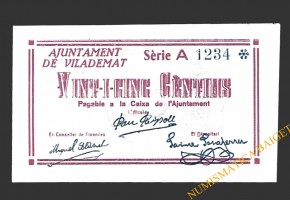 AJUNTAMENT
DE VILADEMAT
Sèrie A 1234
VINT-I-CINC CÈNTIMS
Pagable a la Caixa de l'Ajuntament
L'Alcalde
El Conseller de Finances
El Dipositari
NUMISMATICA BAIGET